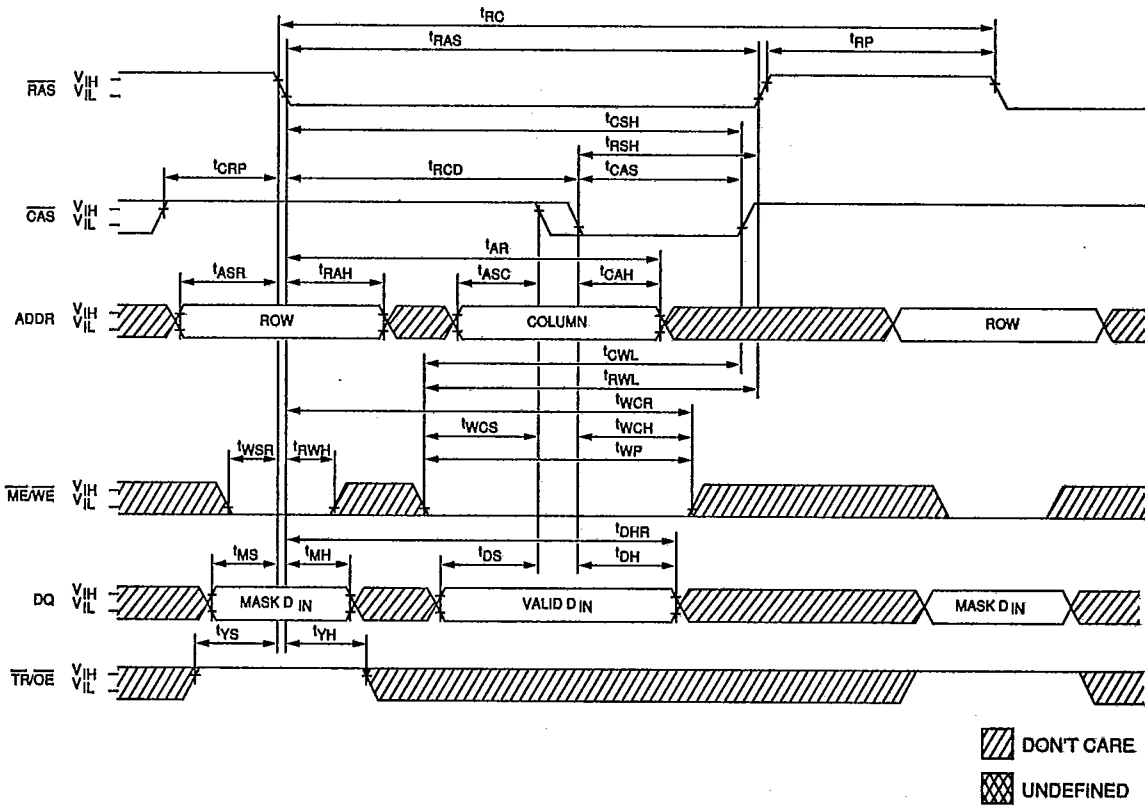 tRC
tRAS
tRP
RAS VIH VIL
tCSH
tRSH
tCRP tRCD tCAS
CAS VIH VIL
tAR
tASR tRAH tASC tCAH
ADDR VIH VIL ROW COLUMN ROW
tCWL
tRWL
tWCR
tWCS tWCH
tWSR tRWH tWP
ME/WE VIH VIL
tDHR
tMS tMH tDS tDH
DQ VIH VIL MASK D IN VALID D IN MASK D IN
tYS tYH
TR/OE VIH VIL
DON'T CARE
UNDEFINED